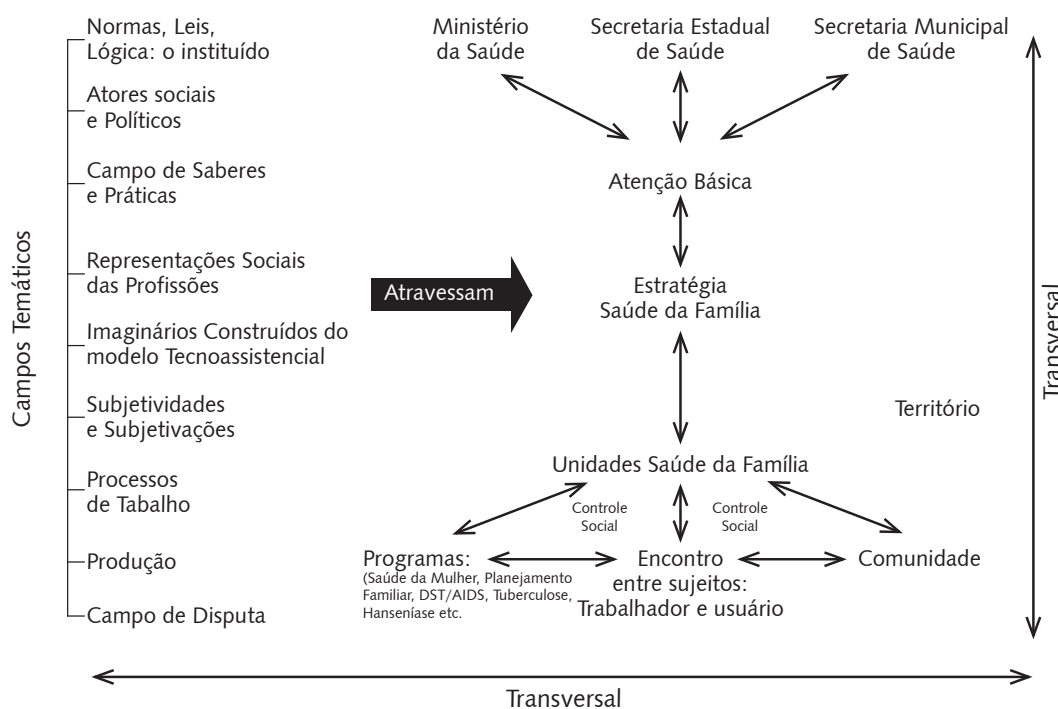 Normas, Leis,
Lógica: o instituído
Atores sociais
e Políticos
Campo de Saberes
e Práticas
Representações Sociais
das Profissões
Imaginários Construídos do
modelo Tecnoassistencial
Subjetividades
e Subjetivações
Processos
de Tabalho
Produção
Campo de Disputa
Campos Temáticos
Atravessam
Ministério
da Saúde
Secretaria Estadual
de Saúde
Secretaria Municipal
de Saúde
Atenção Básica
Estratégia
Saúde da Família
Território
Unidades Saúde da Família
Controle
Social
Controle
Social
Programas:
(Saúde da Mulher, Planejamento
Familiar, DST/AIDS, Tuberculose,
Hanseníase etc.
Encontro
entre sujeitos:
Trabalhador e usuário
Comunidade
Transversal
Transversal